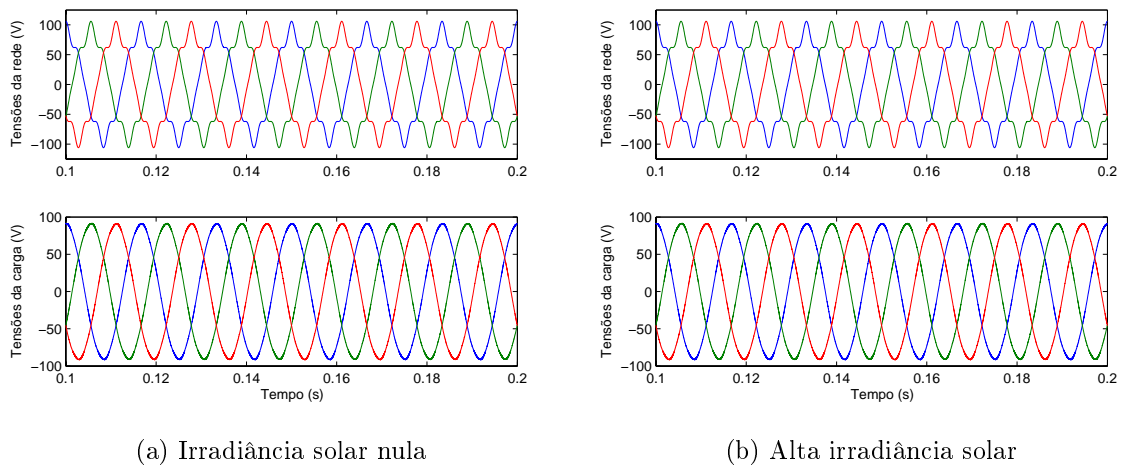 Tensões da rede (V)
100
50
0
−50
−100
0.1 0.12 0.14 0.16 0.18 0.2
Tensões da carga (V)
100
50
0
−50
−100
0.1 0.12 0.14 0.16 0.18 0.2
Tempo (s)
(a) Irradiância solar nula
Tensões da rede (V)
100
50
0
−50
−100
0.1 0.12 0.14 0.16 0.18 0.2
Tensões da carga (V)
100
50
0
−50
−100
0.1 0.12 0.14 0.16 0.18 0.2
Tempo (s)
(b) Alta irradiância solar